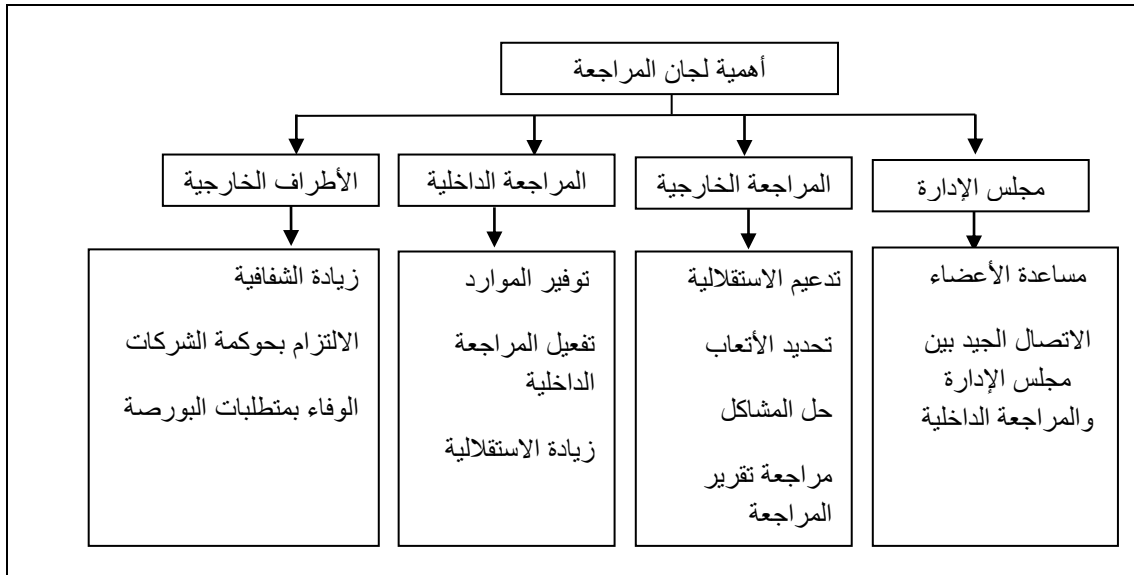 أهمية لجان المراجعة
مجلس الإدارة
المراجعة الخارجية
المراجعة الداخلية
الأطراف الخارجية
مساعدة الأعضاء
الاتصال الجيد بين
مجلس الإدارة
والمراجعة الداخلية
تدعيم الاستقلالية
تحديد الأتعاب
حل المشاكل
مراجعة تقرير
المراجعة
توفير الموارد
تفعيل المراجعة
الداخلية
زيادة الاستقلالية
زيادة الشفافية
الالتزام بحوكمة الشركات
الوفاء بمتطلبات البورصة